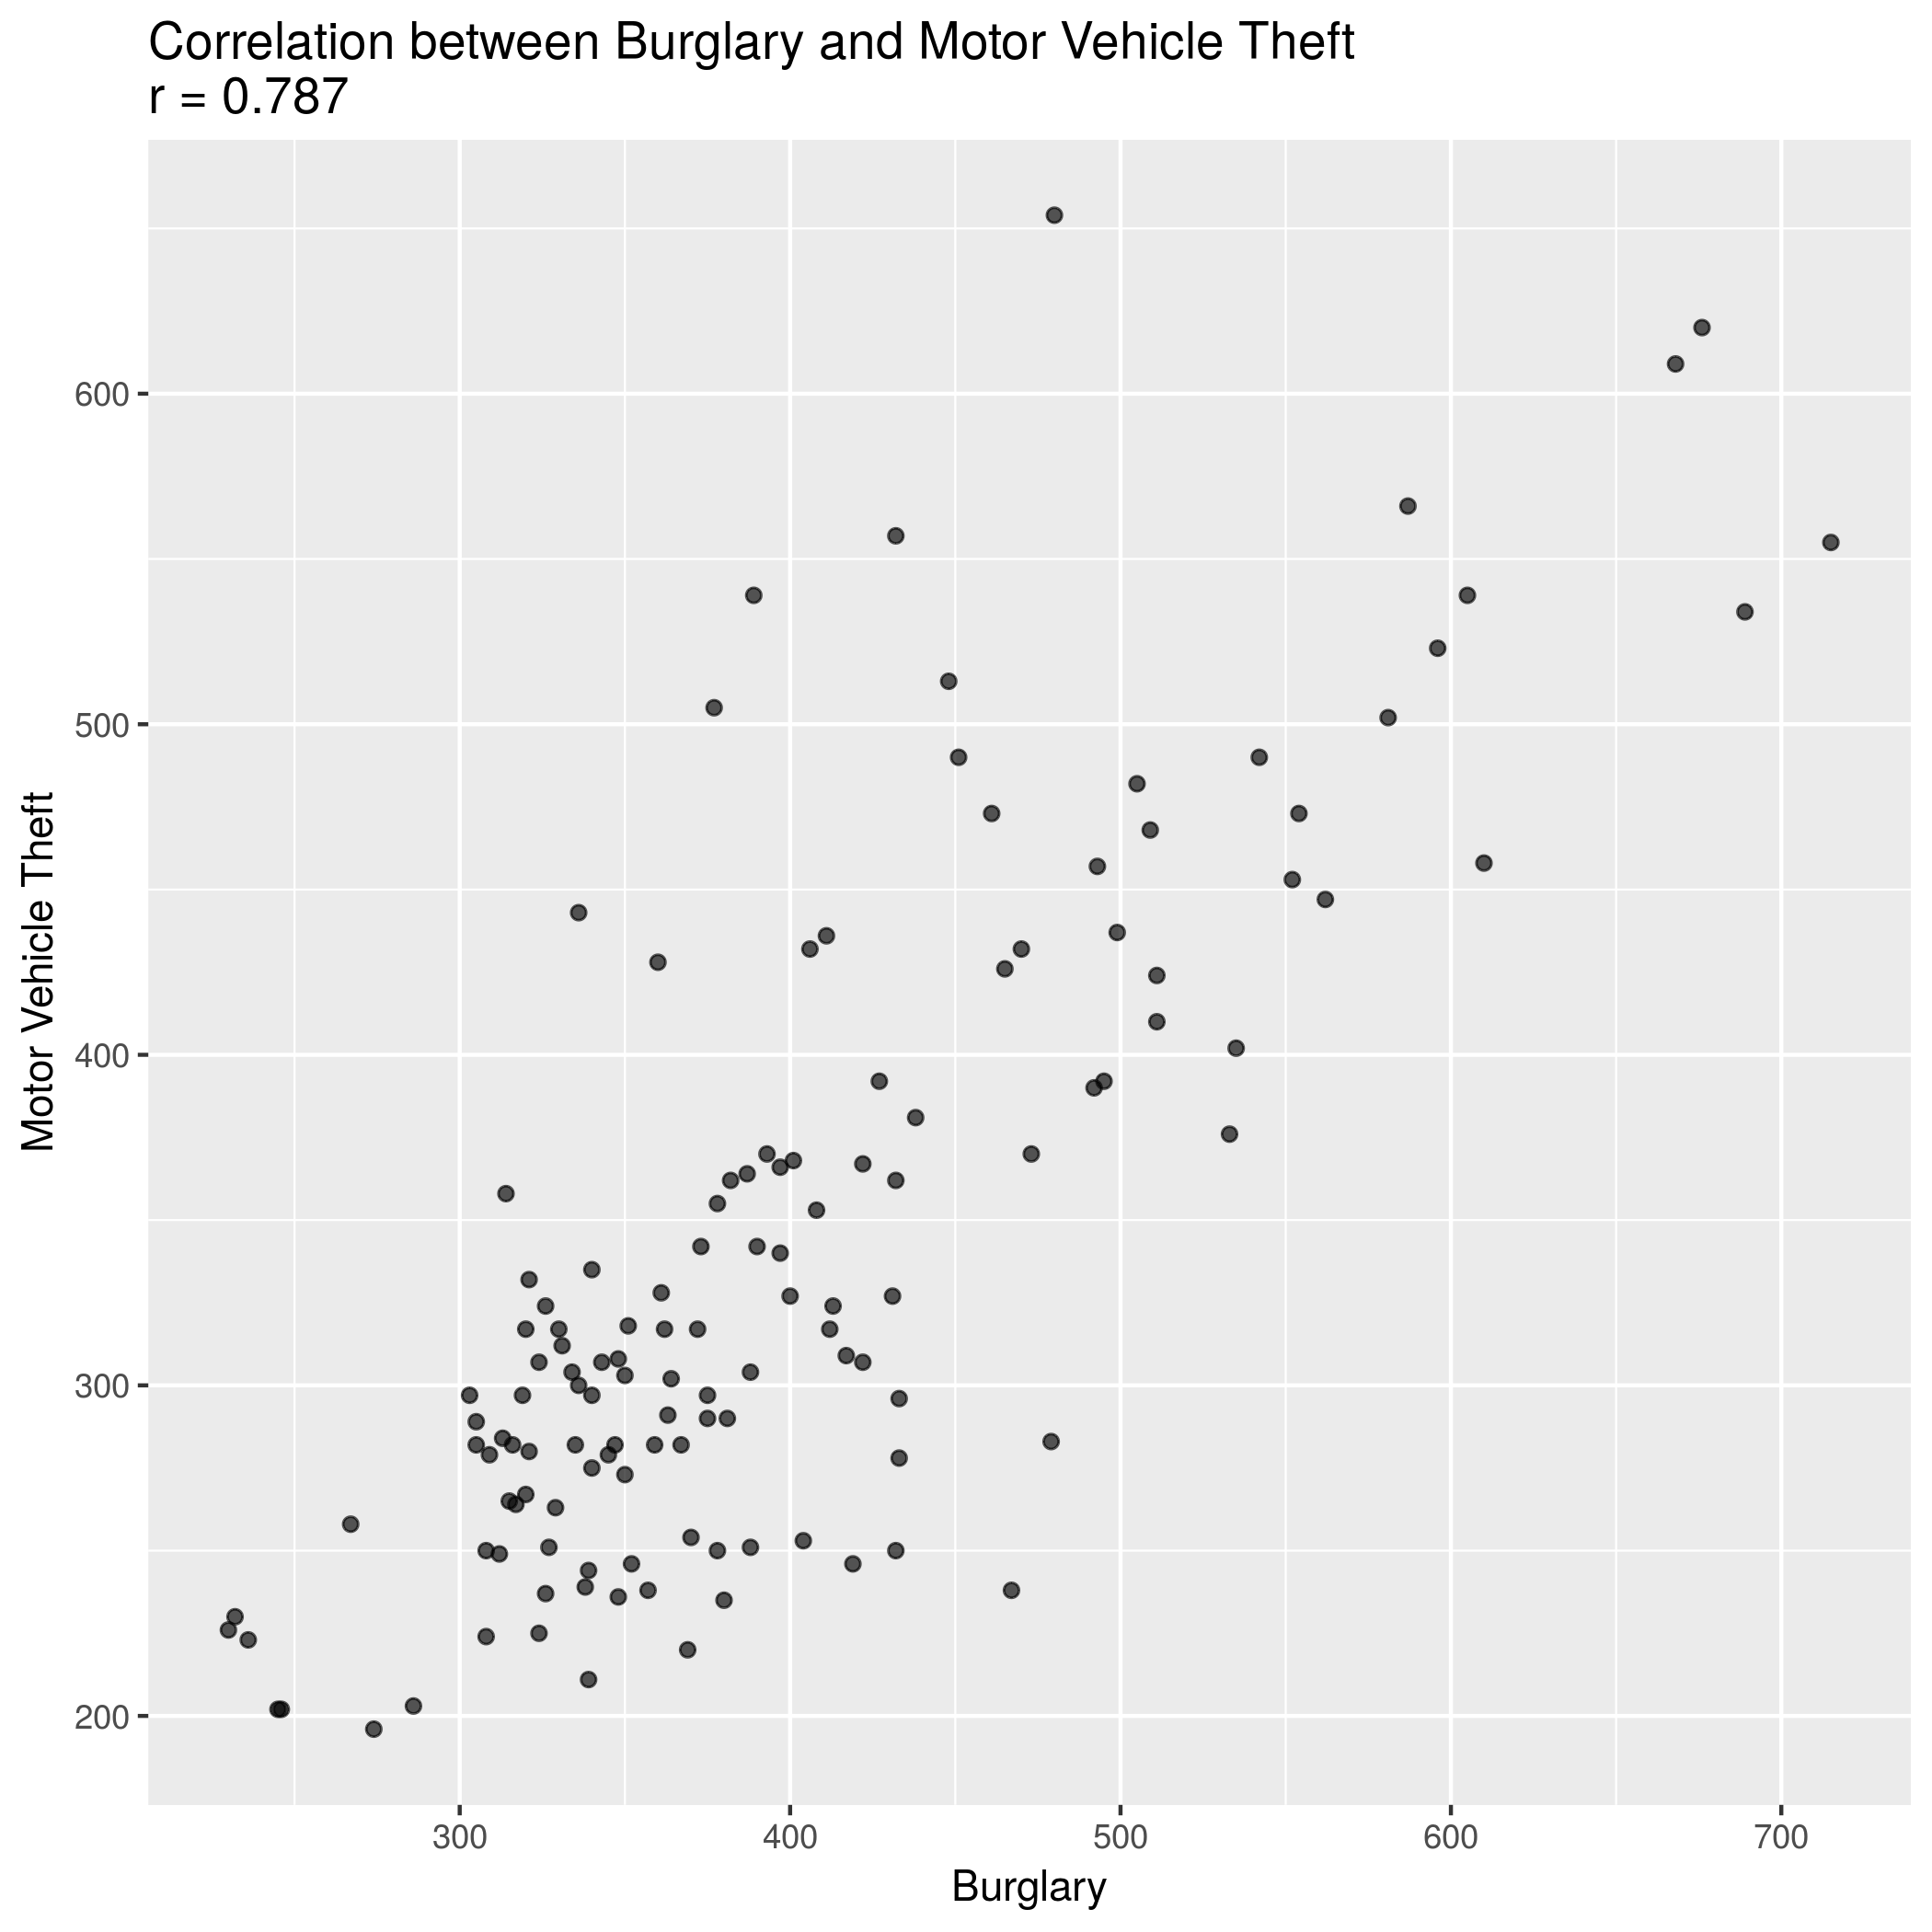 Correlation between Burglary and Motor Vehicle Theft
r = 0.787
Motor Vehicle Theft
600
500
400
300
200
300
400
500
600
700
Burglary